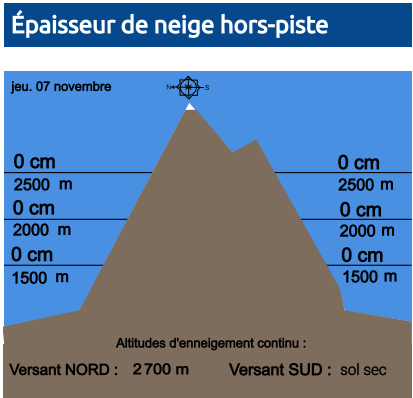 Épaisseur de neige hors-piste
jeu. 07 novembre
N S
0 cm 0 cm
2500 m 2500 m
0 cm 0 cm
2000 m 2000 m
0 cm 0 cm
1500 m 1500 m
Altitudes d'enneigement continu :
Versant NORD : 2700 m Versant SUD : sol sec